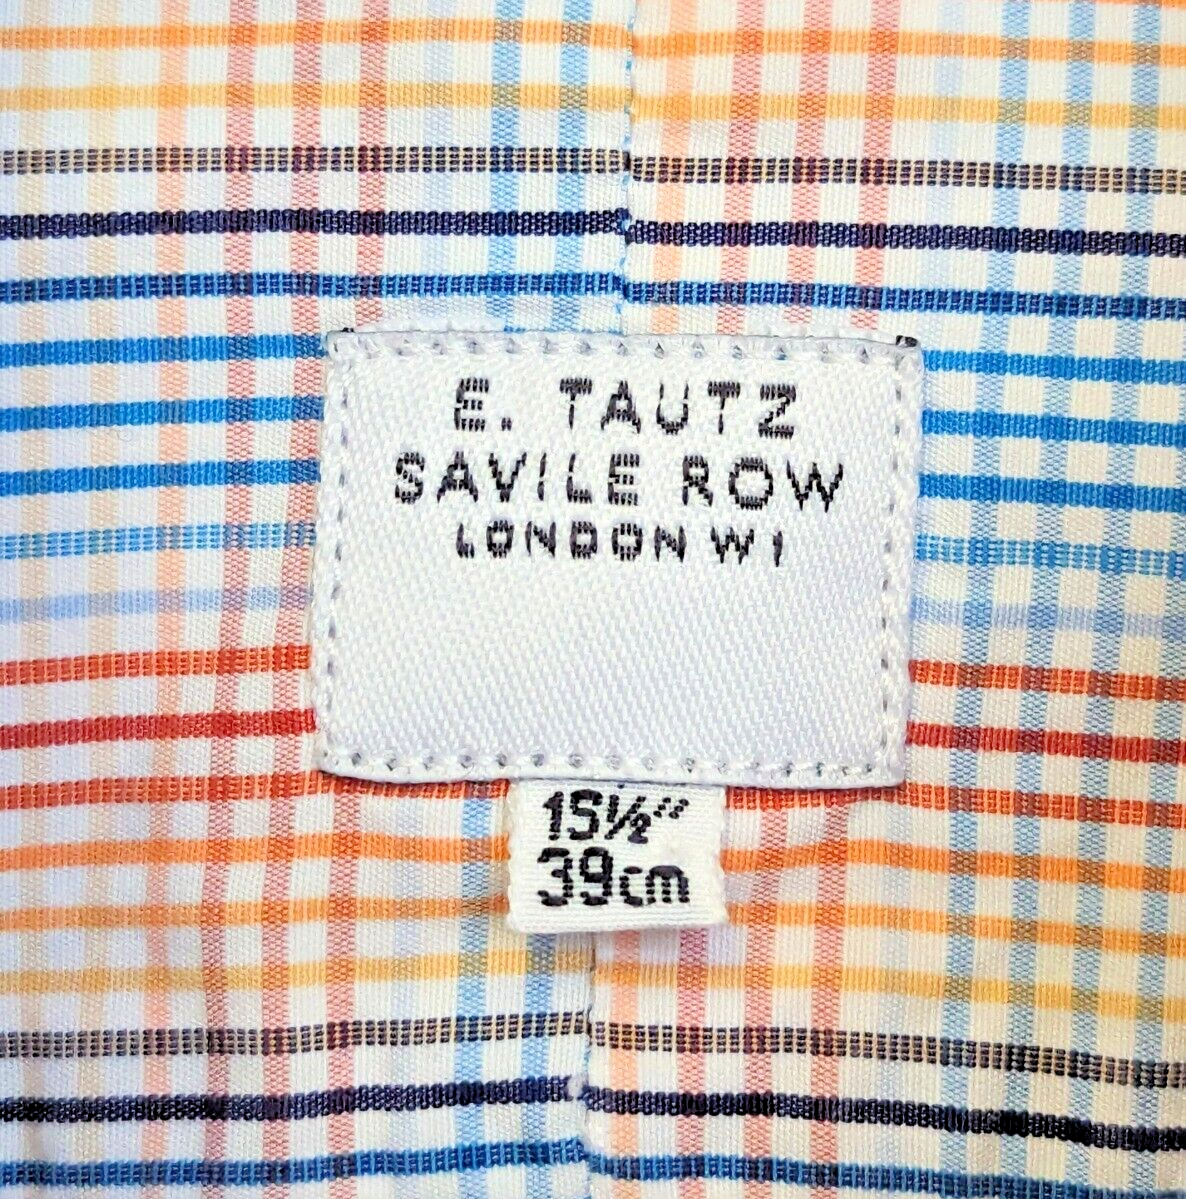 E. TAUTZ
SAVILE ROW
LONDON W1
15½"
39cm